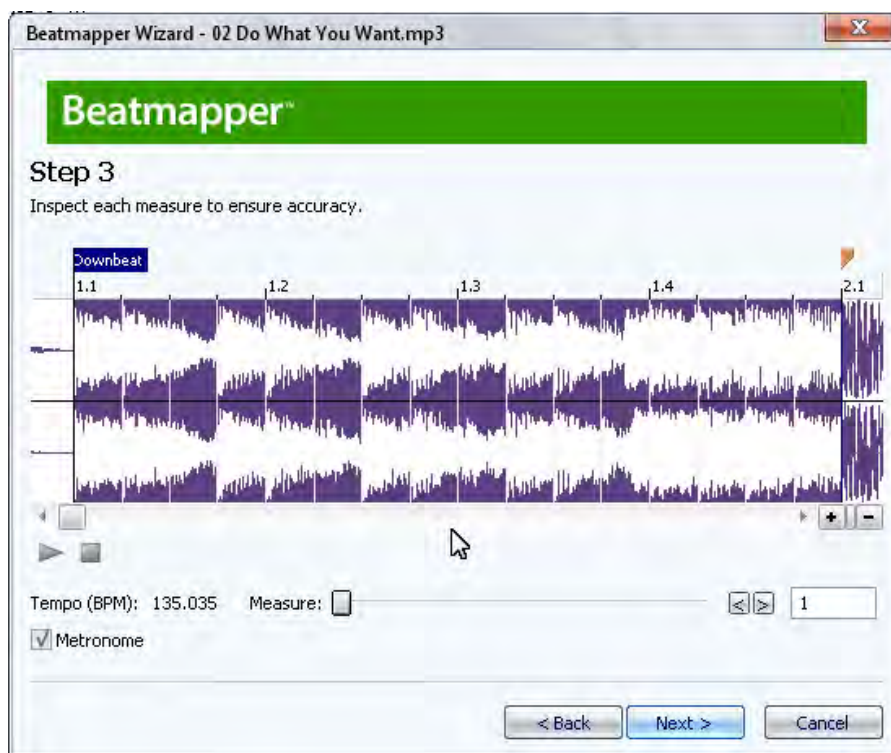 Beatmapper Wizard - 02 Do What You Want.mp3
Beatmapper™
Step 3
Inspect each measure to ensure accuracy.
Downbeat
1.1 1.2 1.3 1.4 2.1
Tempo (BPM): 135.035 Measure: < > 1
Metronome
< Back Next > Cancel